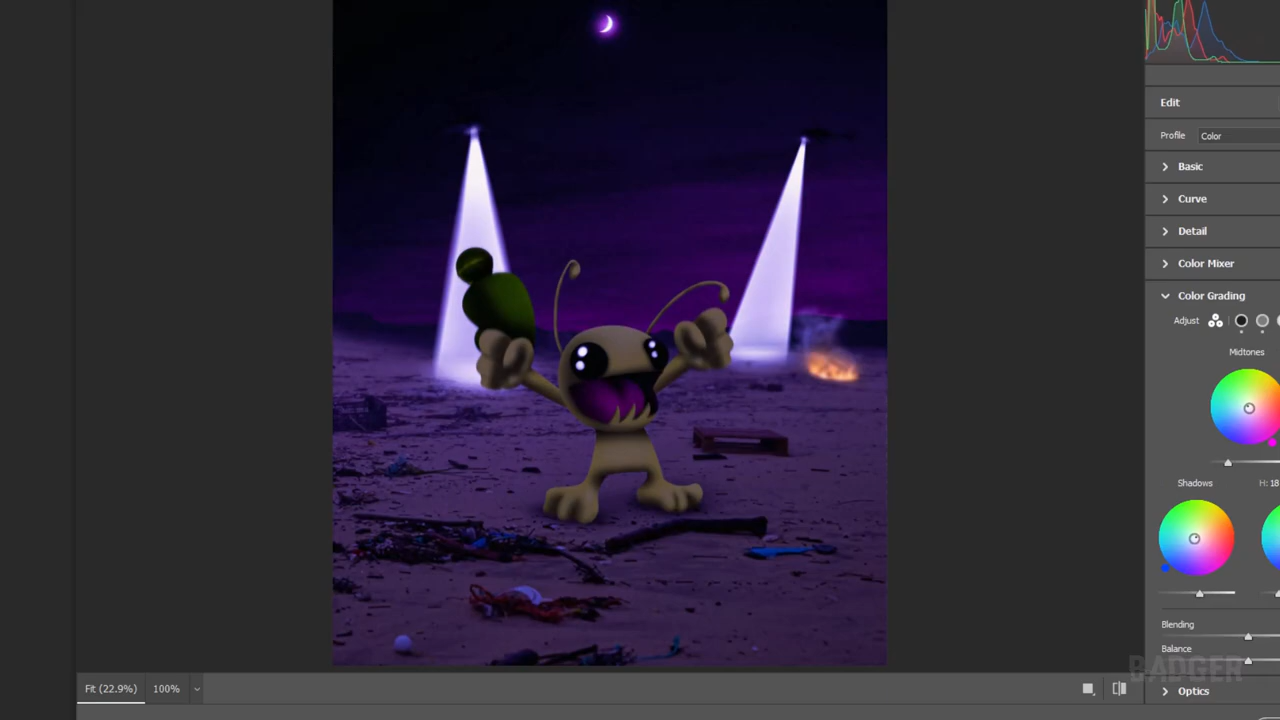 Edit
Profile Color
Basic
Curve
Detail
Color Mixer
Color Grading
Adjust
Midtones
Shadows H: 18
Blending
Balance
BADGER
Optics
Fit (22.9%) 100%